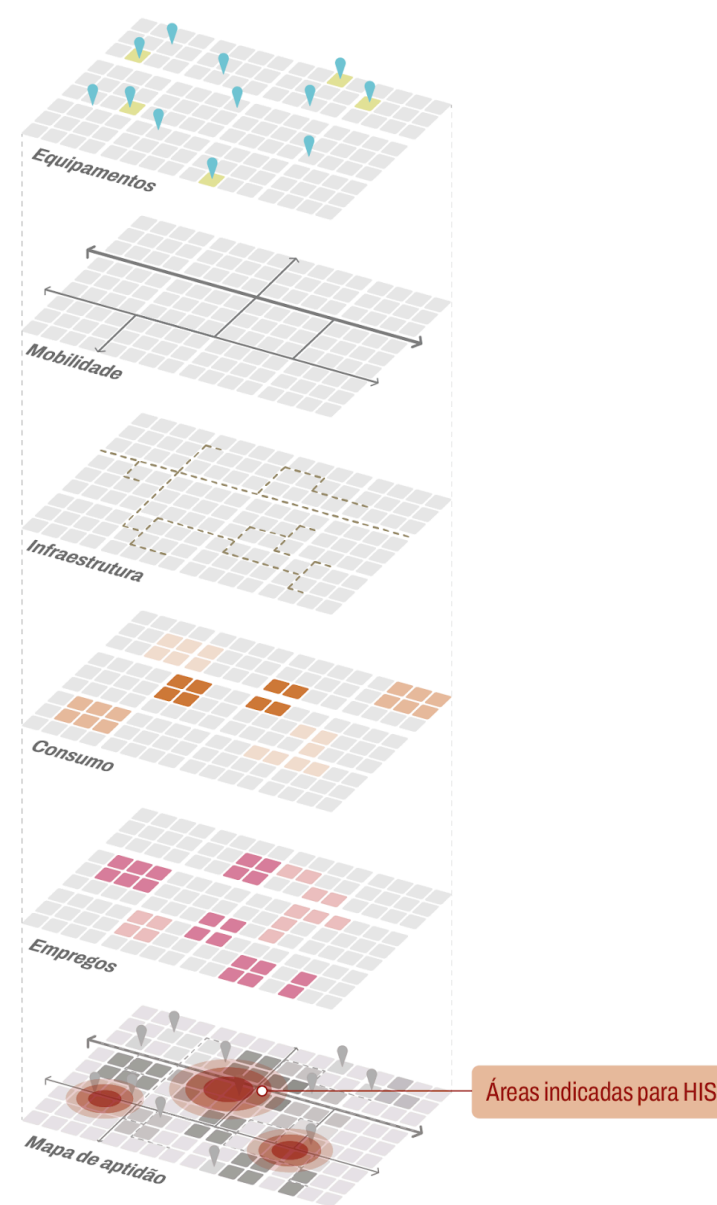 Equipamentos
Mobilidade
Infraestrutura
Consumo
Empregos
Áreas indicadas para HIS
Mapa de aptidão